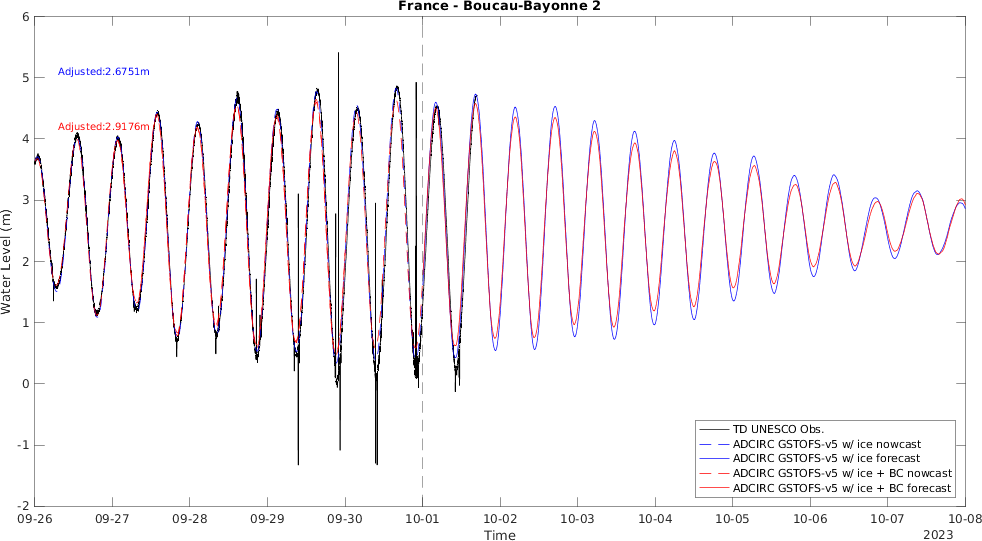 France - Boucau-Bayonne 2
6
5
4
3
2
1
0
-1
-2
Water Level (m)
Adjusted:2.6751m
Adjusted:2.9176m
TD UNESCO Obs.
ADCIRC GSTOFS-v5 w/ ice nowcast
ADCIRC GSTOFS-v5 w/ ice forecast
ADCIRC GSTOFS-v5 w/ ice + BC nowcast
ADCIRC GSTOFS-v5 w/ ice + BC forecast
09-26 09-27 09-28 09-29 09-30 10-01 10-02 10-03 10-04 10-05 10-06 10-07 10-08
Time
2023